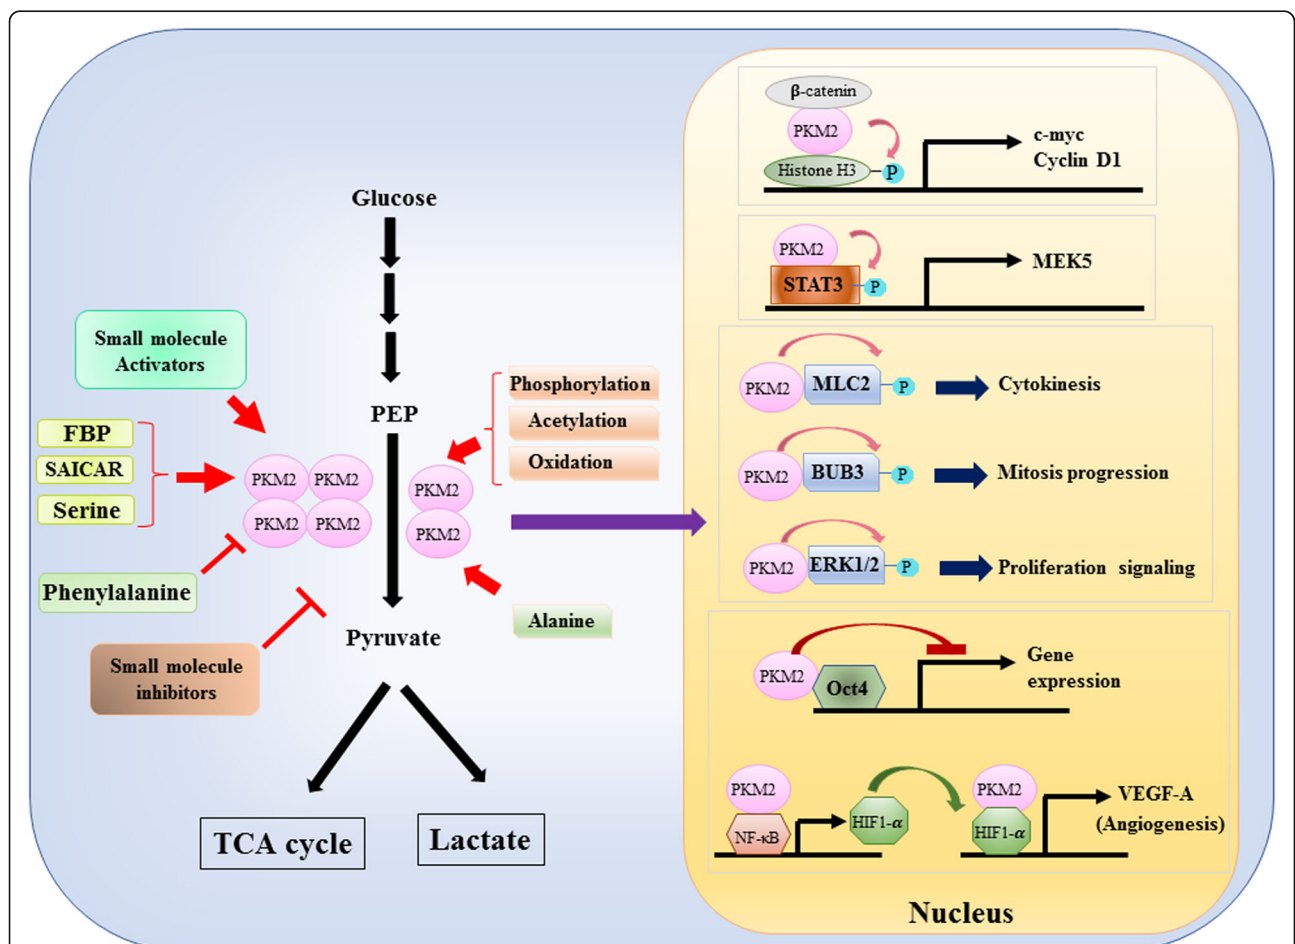 Glucose
PEP
Pyruvate
TCA cycle
Lactate
Small molecule
Activators
FBP
SAICAR
Serine
Phenylalanine
Small molecule
inhibitors
PKM2 PKM2
PKM2 PKM2
PKM2
PKM2
Phosphorylation
Acetylation
Oxidation
Alanine
β-catenin
PKM2
Histone H3 P
c-myc
Cyclin D1
PKM2
STAT3 P
MEK5
PKM2 MLC2 P Cytokinesis
PKM2 BUB3 P Mitosis progression
PKM2 ERK1/2 P Proliferation signaling
PKM2
Oct4
Gene
expression
PKM2
NF-κB
HIF1-α
PKM2
HIF1-α
VEGF-A
(Angiogenesis)
Nucleus